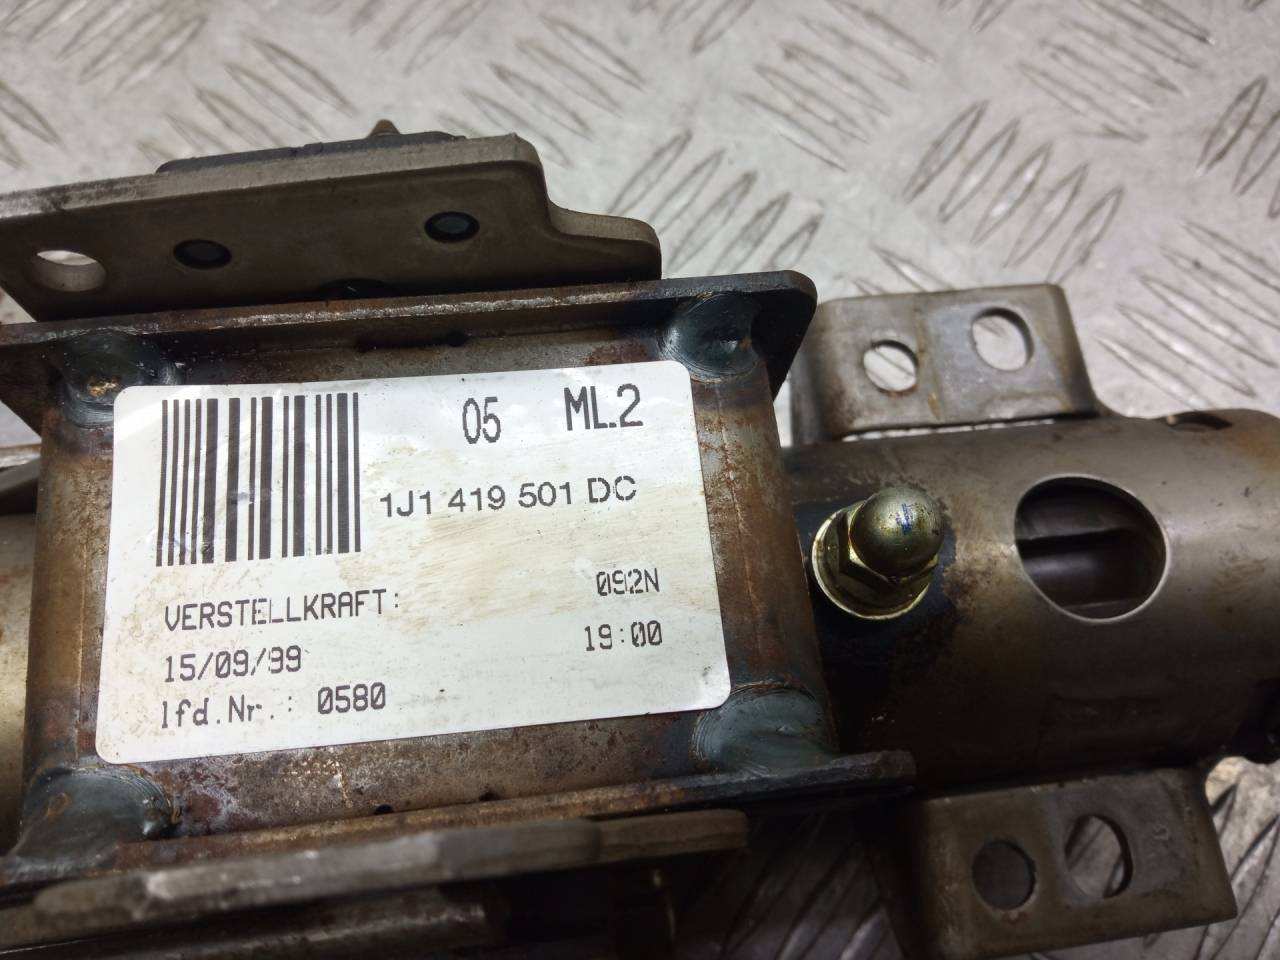 05 ML.2
1J1 419 501 DC
VERSTELLKRAFT: 092N
15/09/99 19:00
lfd.Nr.: 0580